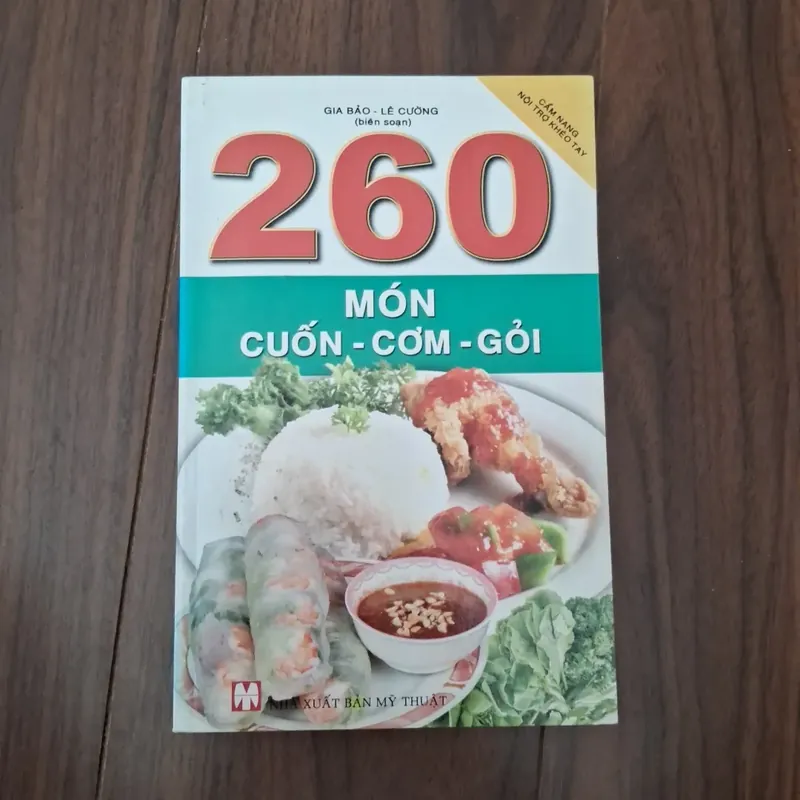 GIA BẢO - LÊ CƯỜNG
(biên soạn)
CẨM NANG
NỘI TRỢ KHÉO TAY
260
MÓN
CUỐN - CƠM - GỎI
NHÀ XUẤT BẢN MỸ THUẬT